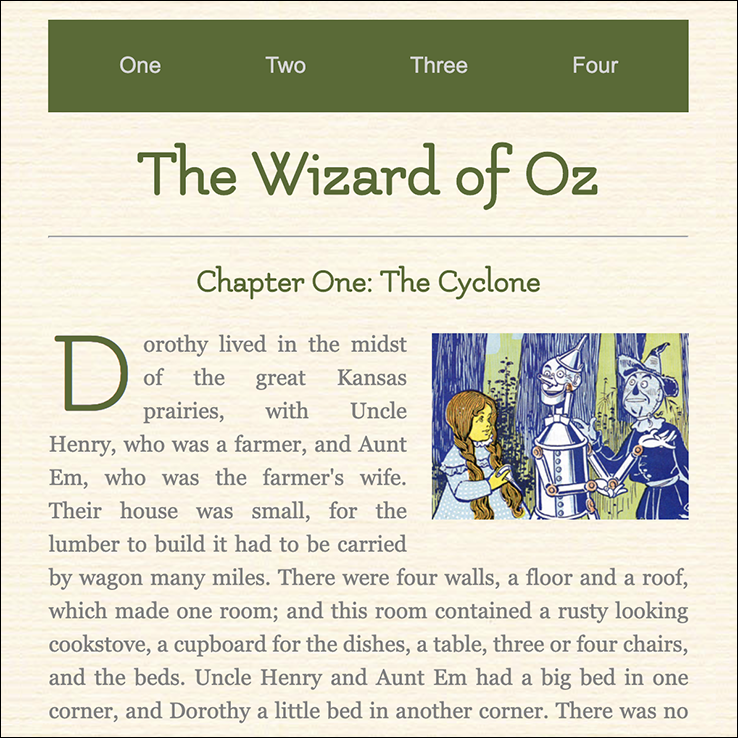 One Two Three Four
The Wizard of Oz
Chapter One: The Cyclone
Dorothy lived in the midst
of the great Kansas
prairies, with Uncle
Henry, who was a farmer, and Aunt
Em, who was the farmer's wife.
Their house was small, for the
lumber to build it had to be carried
by wagon many miles. There were four walls, a floor and a roof,
which made one room; and this room contained a rusty looking
cookstove, a cupboard for the dishes, a table, three or four chairs,
and the beds. Uncle Henry and Aunt Em had a big bed in one
corner, and Dorothy a little bed in another corner. There was no